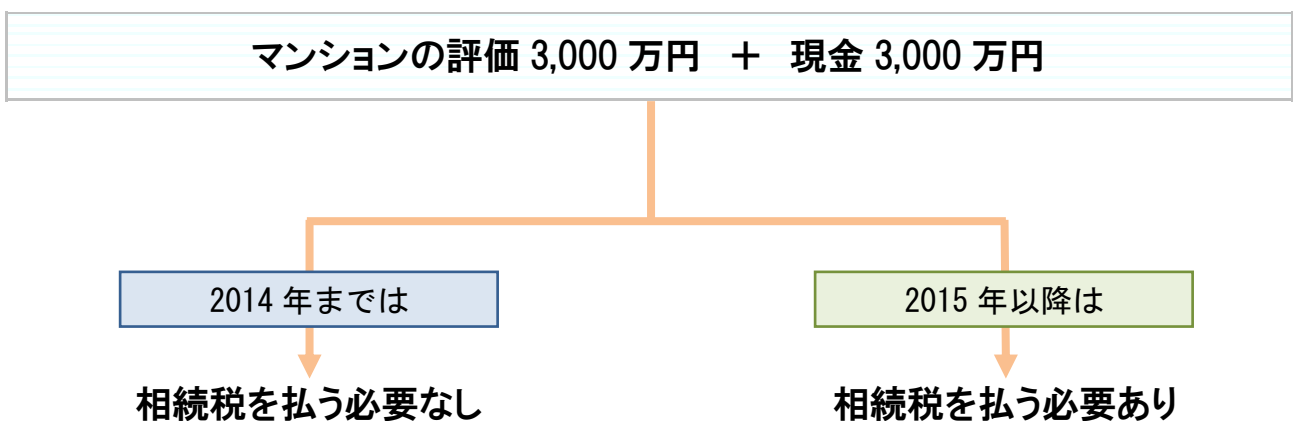 マンションの評価 3,000 万円 ＋ 現金 3,000 万円
2014 年までは
2015 年以降は
相続税を払う必要なし
相続税を払う必要あり